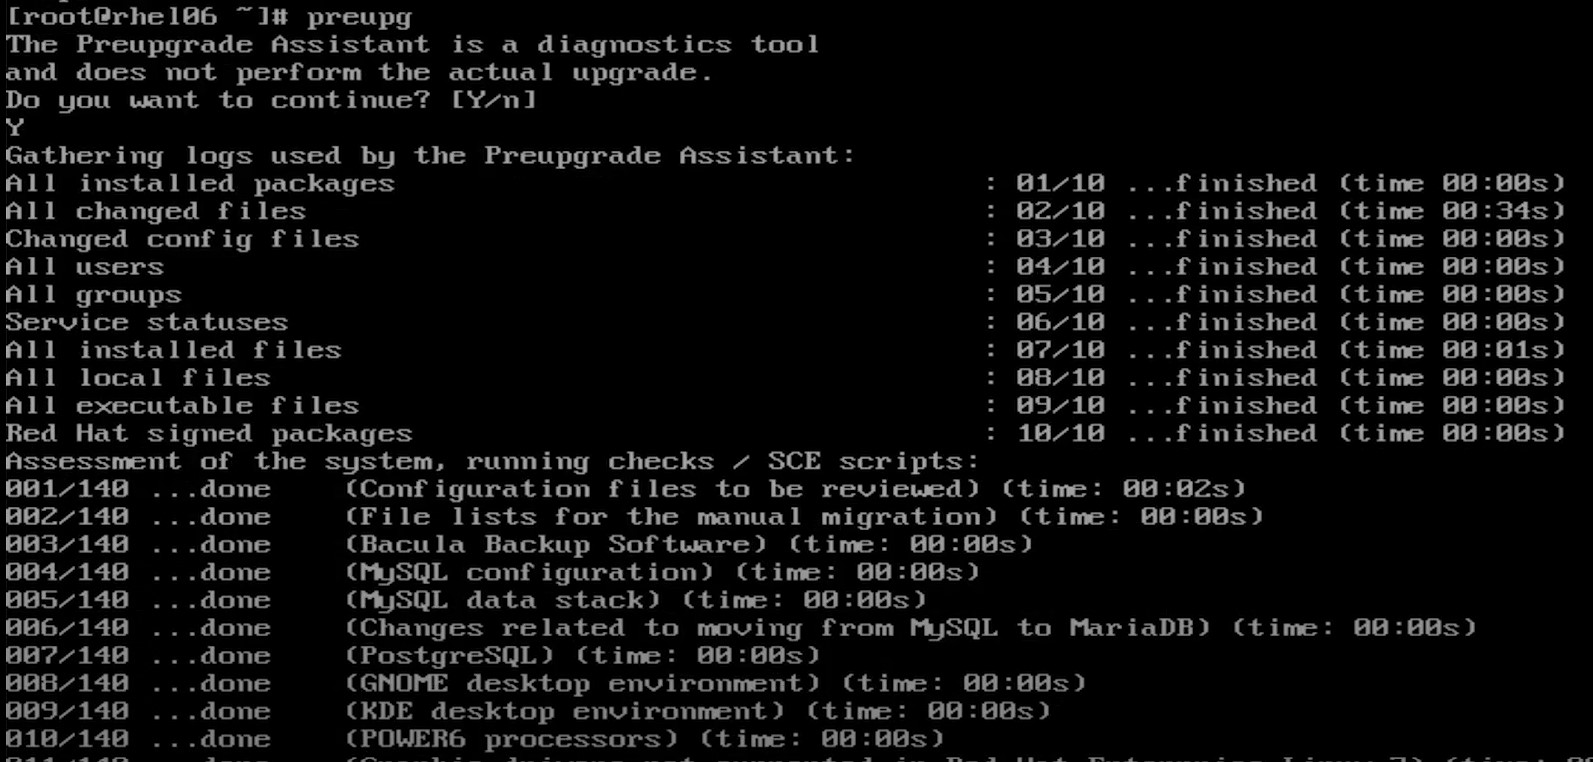 [root@rhel06 ~]# preupg
The Preupgrade Assistant is a diagnostics tool
and does not perform the actual upgrade.
Do you want to continue? [Y/n]
Y
Gathering logs used by the Preupgrade Assistant:
All installed packages : 01/10 ...finished (time 00:00s)
All changed files : 02/10 ...finished (time 00:34s)
Changed config files : 03/10 ...finished (time 00:00s)
All users : 04/10 ...finished (time 00:00s)
All groups : 05/10 ...finished (time 00:00s)
Service statuses : 06/10 ...finished (time 00:00s)
All installed files : 07/10 ...finished (time 00:01s)
All local files : 08/10 ...finished (time 00:00s)
All executable files : 09/10 ...finished (time 00:00s)
Red Hat signed packages : 10/10 ...finished (time 00:00s)
Assessment of the system, running checks / SCE scripts:
001/140 ...done (Configuration files to be reviewed) (time: 00:02s)
002/140 ...done (File lists for the manual migration) (time: 00:00s)
003/140 ...done (Bacula Backup Software) (time: 00:00s)
004/140 ...done (MySQL configuration) (time: 00:00s)
005/140 ...done (MySQL data stack) (time: 00:00s)
006/140 ...done (Changes related to moving from MySQL to MariaDB) (time: 00:00s)
007/140 ...done (PostgreSQL) (time: 00:00s)
008/140 ...done (GNOME desktop environment) (time: 00:00s)
009/140 ...done (KDE desktop environment) (time: 00:00s)
010/140 ...done (POWER6 processors) (time: 00:00s)